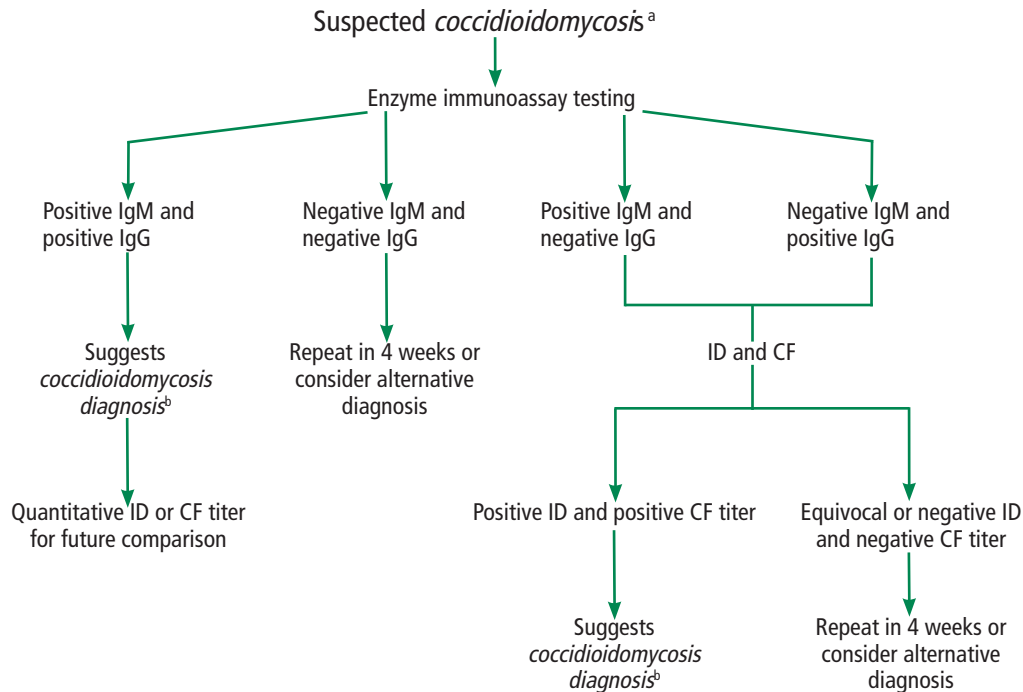 Suspected coccidioidomycosis a
Enzyme immunoassay testing
Positive IgM and
positive IgG
Negative IgM and
negative IgG
Positive IgM and
negative IgG
Negative IgM and
positive IgG
Suggests
coccidioidomycosis
diagnosisb
Repeat in 4 weeks or
consider alternative
diagnosis
ID and CF
Quantitative ID or CF titer
for future comparison
Positive ID and positive CF titer
Equivocal or negative ID
and negative CF titer
Suggests
coccidioidomycosis
diagnosisb
Repeat in 4 weeks or
consider alternative
diagnosis